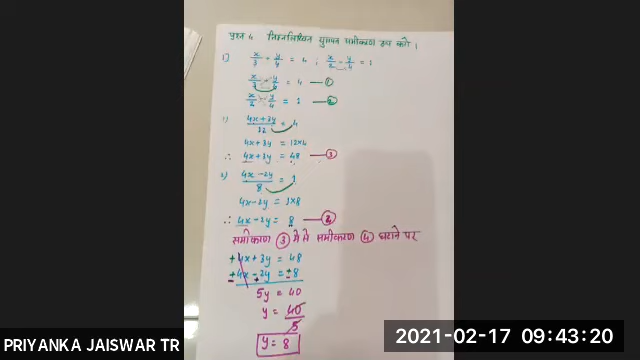 प्रश्न 4 निम्नलिखित युगपत समीकरण हल करो ।
1] x/3 + y/4 = 4 ; x/2 - y/4 = 1
x/3 + y/4 = 4 —①
x/2 - y/4 = 1 —②
1) (4x+3y)/12 = 4
4x+3y = 12×4
∴ 4x+3y = 48 —③
2) (4x-2y)/8 = 1
4x-2y = 1×8
∴ 4x-2y = 8
समीकरण ③ में से समीकरण ④ घटाने पर
+4x+3y = 48
4x 2y = 8
5y = 40
y = 40/5
y = 8
PRIYANKA JAISWAR TR
2021-02-17 09:43:20